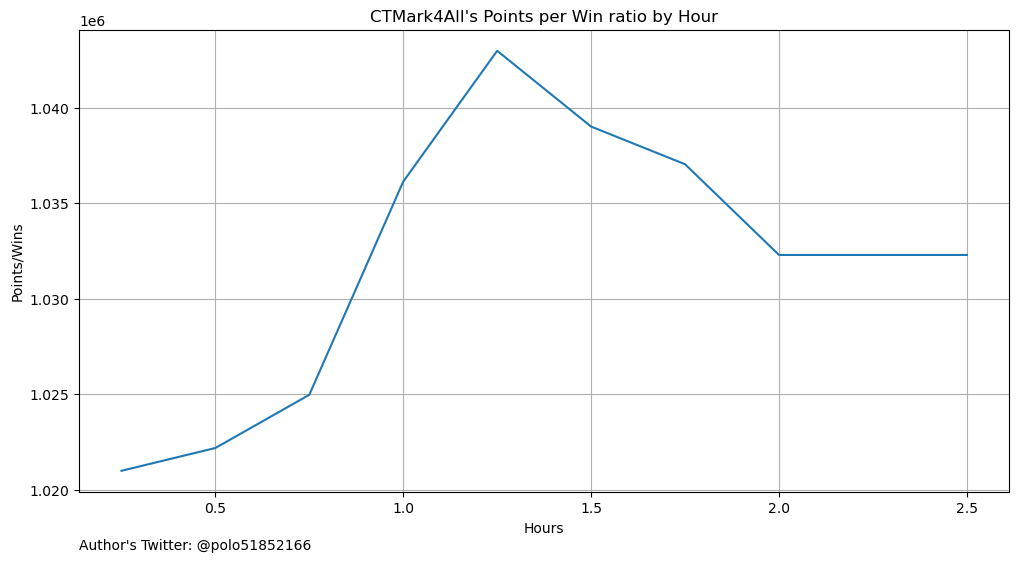 CTMark4All's Points per Win ratio by Hour
1e6
1.040
1.035
1.030
1.025
1.020
Points/Wins
0.5 1.0 1.5 2.0 2.5
Hours
Author's Twitter: @polo51852166